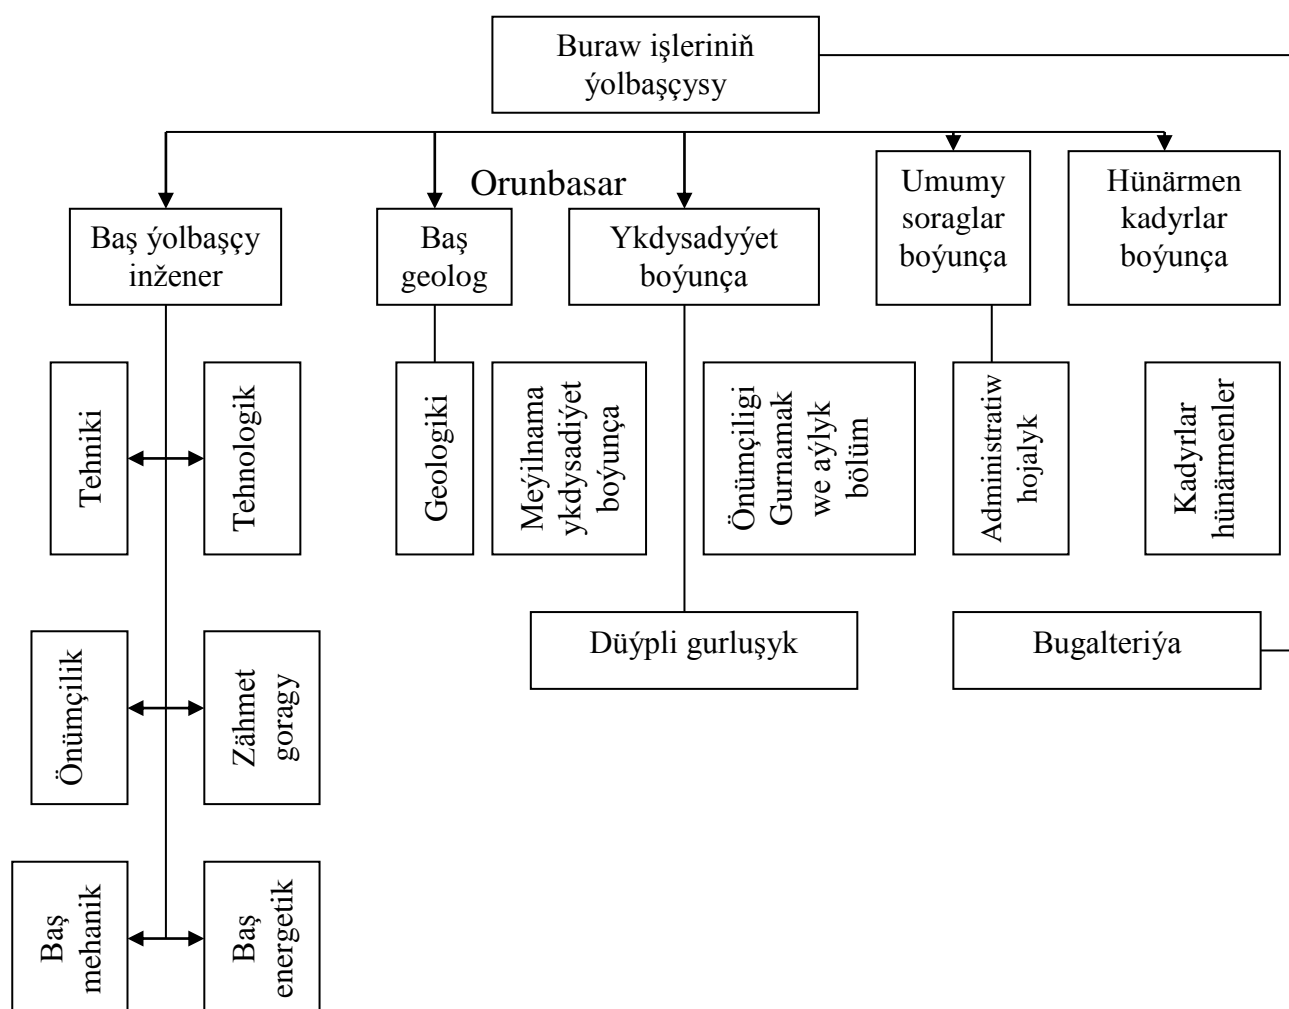 Buraw işleriniň
ýolbaşçysy
Orunbasar
Baş ýolbaşçy
inžener
Baş
geolog
Ykdysadyýet
boýunça
Umumy
soraglar
boýunça
Hünärmen
kadyrlar
boýunça
Tehniki
Tehnologik
Geologiki
Meýilnama
ykdysadiýet
boýunça
Önümçiligi
Gurnamak
we aýlyk
bölüm
Administratiw
hojalyk
Kadyrlar
hünärmenler
Düýpli gurluşyk
Bugalteriýa
Önümçilik
Zähmet
goragy
Baş
mehanik
Baş
energetik